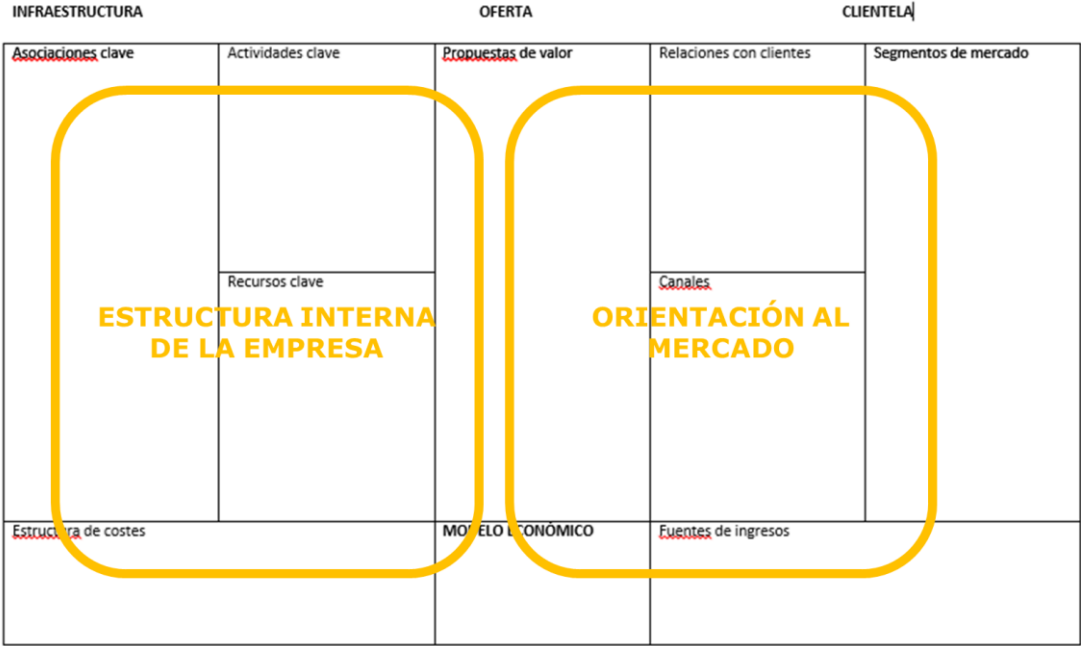 INFRAESTRUCTURA OFERTA CLIENTELA
Asociaciones clave Actividades clave Propuestas de valor Relaciones con clientes Segmentos de mercado
Recursos clave Canales
ESTRUCTURA INTERNA
DE LA EMPRESA
ORIENTACIÓN AL
MERCADO
Estructura de costes MODELO ECONÓMICO Fuentes de ingresos